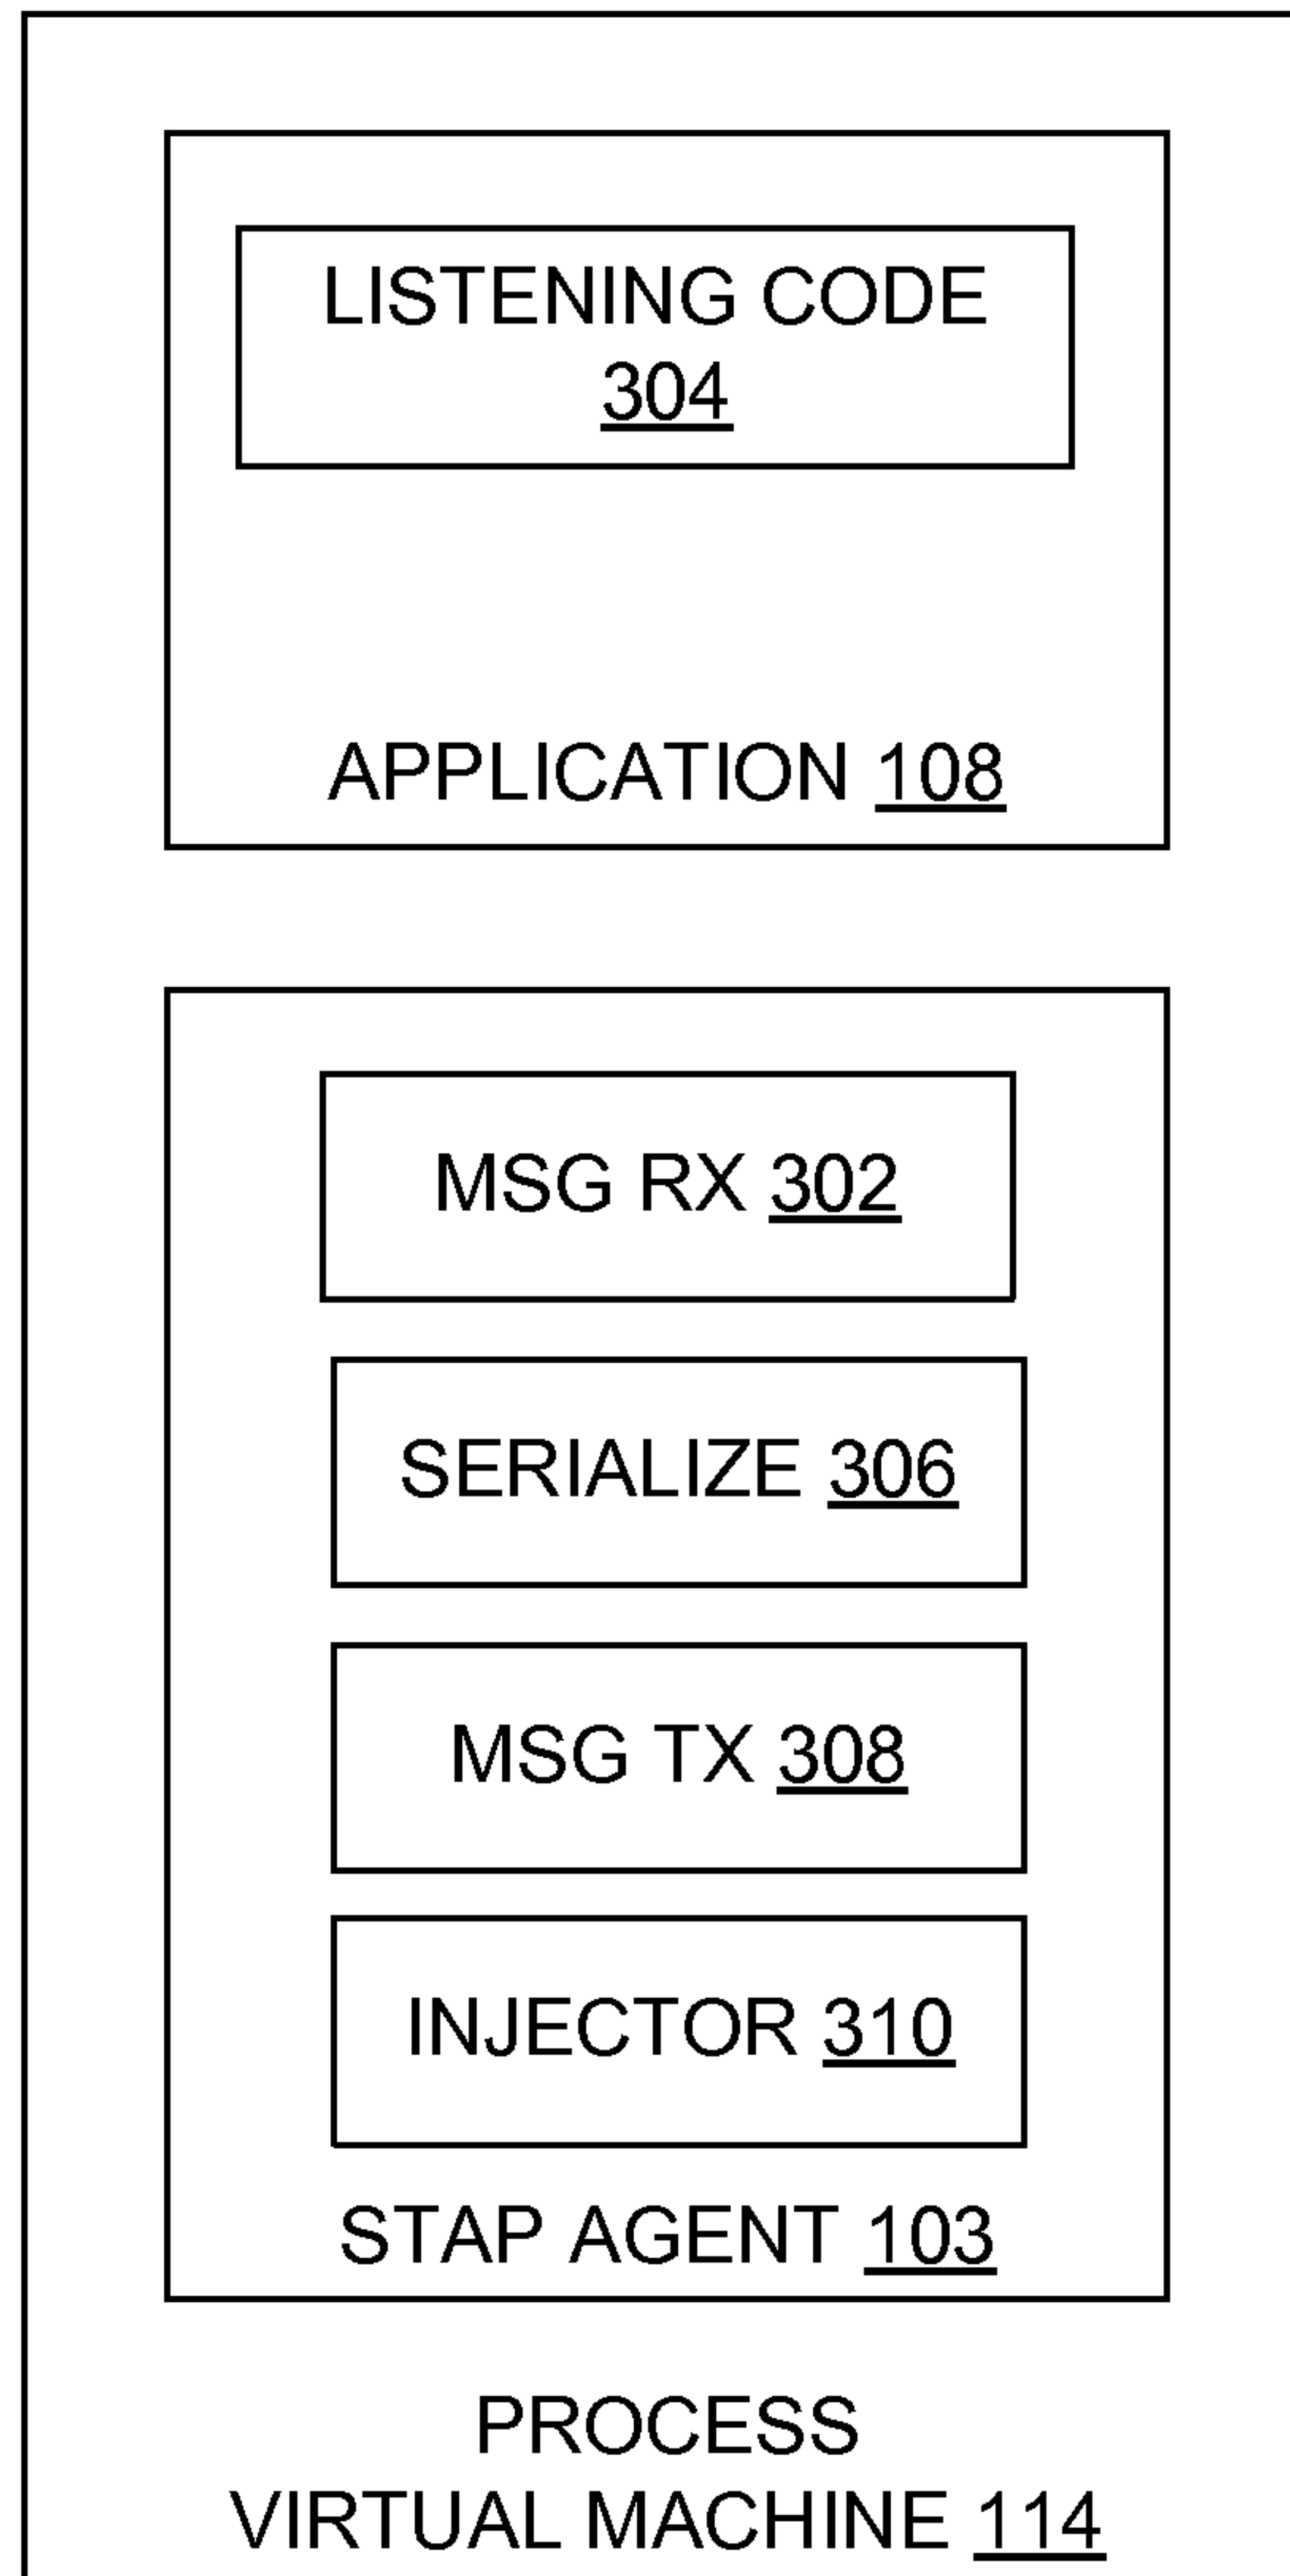 LISTENING CODE
304
APPLICATION 108
MSG RX 302
SERIALIZE 306
MSG TX 308
INJECTOR 310
STAP AGENT 103
PROCESS
VIRTUAL MACHINE 114